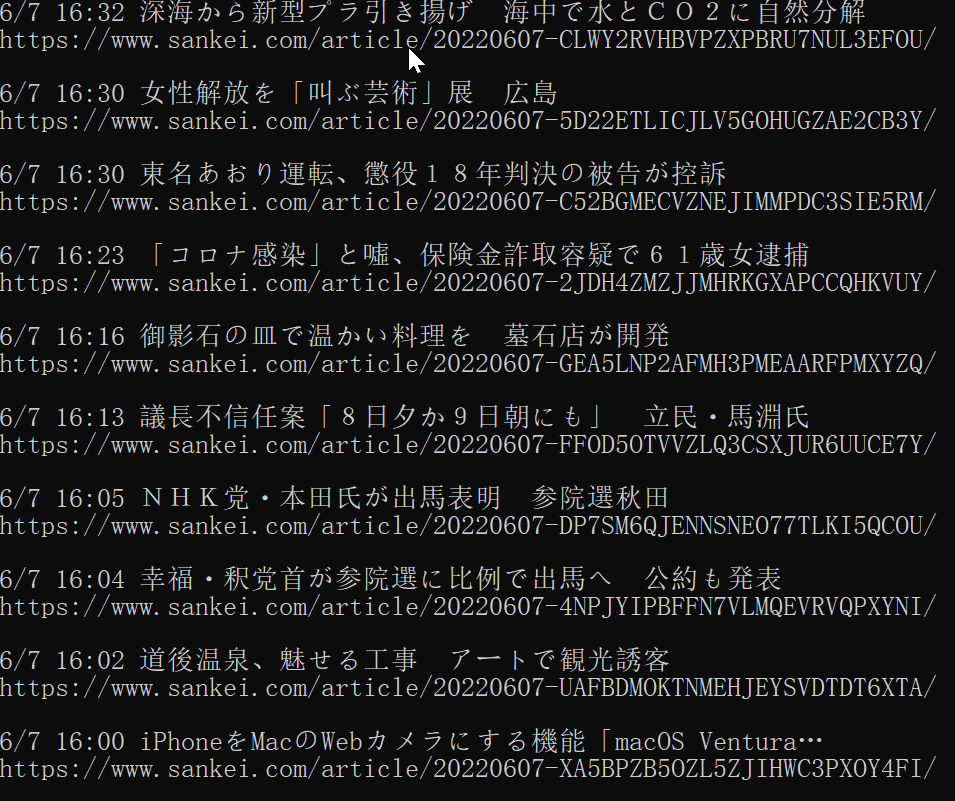 6/7 16:32 深海から新型プラ引き揚げ　海中で水とＣＯ２に自然分解
https://www.sankei.com/article/20220607-CLWY2RVHBVPZXPBRU7NUL3EFOU/
6/7 16:30 女性解放を「叫ぶ芸術」展　広島
https://www.sankei.com/article/20220607-5D22ETLICJLV5GOHUGZAE2CB3Y/
6/7 16:30 東名あおり運転、懲役１８年判決の被告が控訴
https://www.sankei.com/article/20220607-C52BGMECVZNEJIMMPDC3SIE5RM/
6/7 16:23 「コロナ感染」と嘘、保険金詐取容疑で６１歳女逮捕
https://www.sankei.com/article/20220607-2JDH4ZMZJJMHRKGXAPCCQHKVUY/
6/7 16:16 御影石の皿で温かい料理を　墓石店が開発
https://www.sankei.com/article/20220607-GEA5LNP2AFMH3PMEAARFPMXYZQ/
6/7 16:13 議長不信任案「８日夕か９日朝にも」　立民・馬淵氏
https://www.sankei.com/article/20220607-FFOD5OTVVZLQ3CSXJUR6UUCE7Y/
6/7 16:05 ＮＨＫ党・本田氏が出馬表明　参院選秋田
https://www.sankei.com/article/20220607-DP7SM6QJENNSNEO77TLKI5QCOU/
6/7 16:04 幸福・釈党首が参院選に比例で出馬へ　公約も発表
https://www.sankei.com/article/20220607-4NPJYIPBFFN7VLMQEVRVQPXYNI/
6/7 16:02 道後温泉、魅せる工事　アートで観光誘客
https://www.sankei.com/article/20220607-UAFBDMOKTNMEHJEYSVDTDT6XTA/
6/7 16:00 iPhoneをMacのWebカメラにする機能「macOS Ventura…
https://www.sankei.com/article/20220607-XA5BPZB5OZL5ZJIHWC3PXOY4FI/